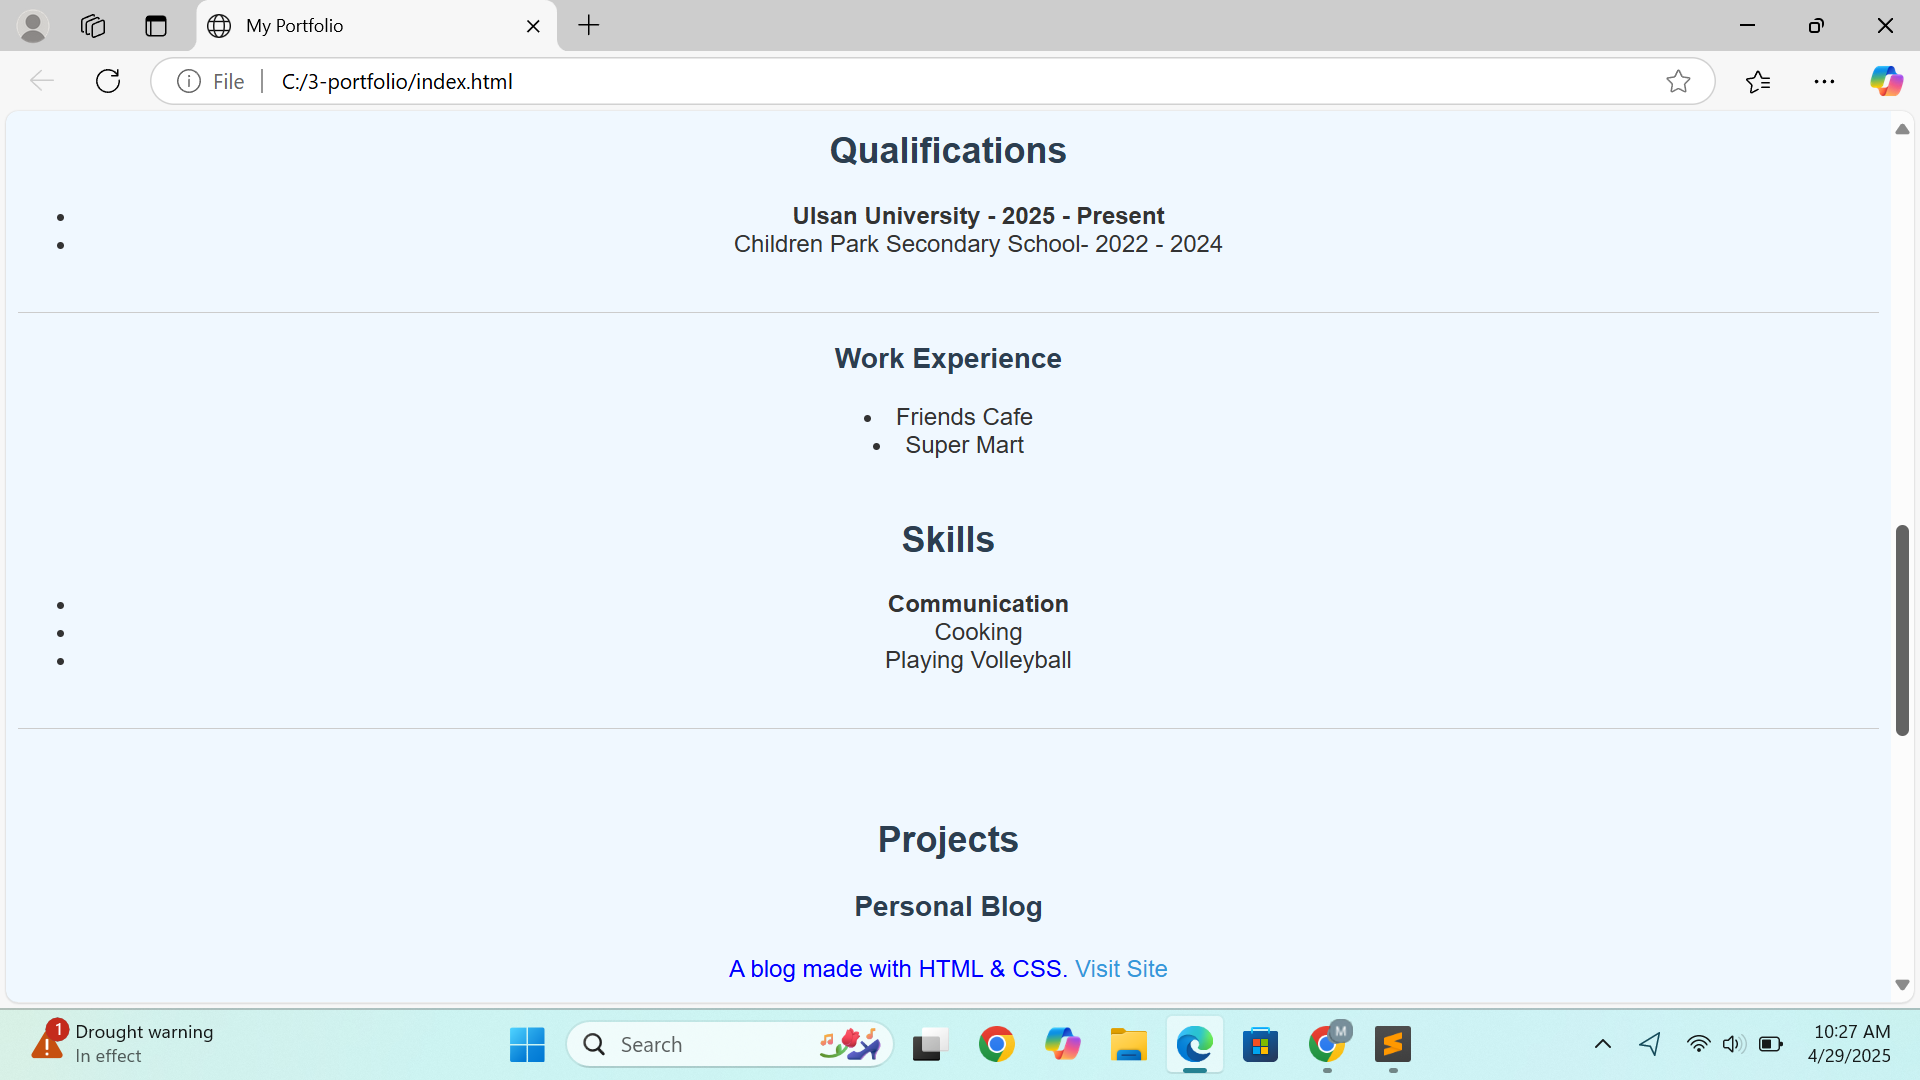 My Portfolio
File
C:/3-portfolio/index.html
Qualifications
• Ulsan University - 2025 - Present
• Children Park Secondary School- 2022 - 2024
Work Experience
• Friends Cafe
• Super Mart
Skills
• Communication
• Cooking
• Playing Volleyball
Projects
Personal Blog
A blog made with HTML & CSS. Visit Site
1
Drought warning
In effect
Search
M
S
10:27 AM
4/29/2025